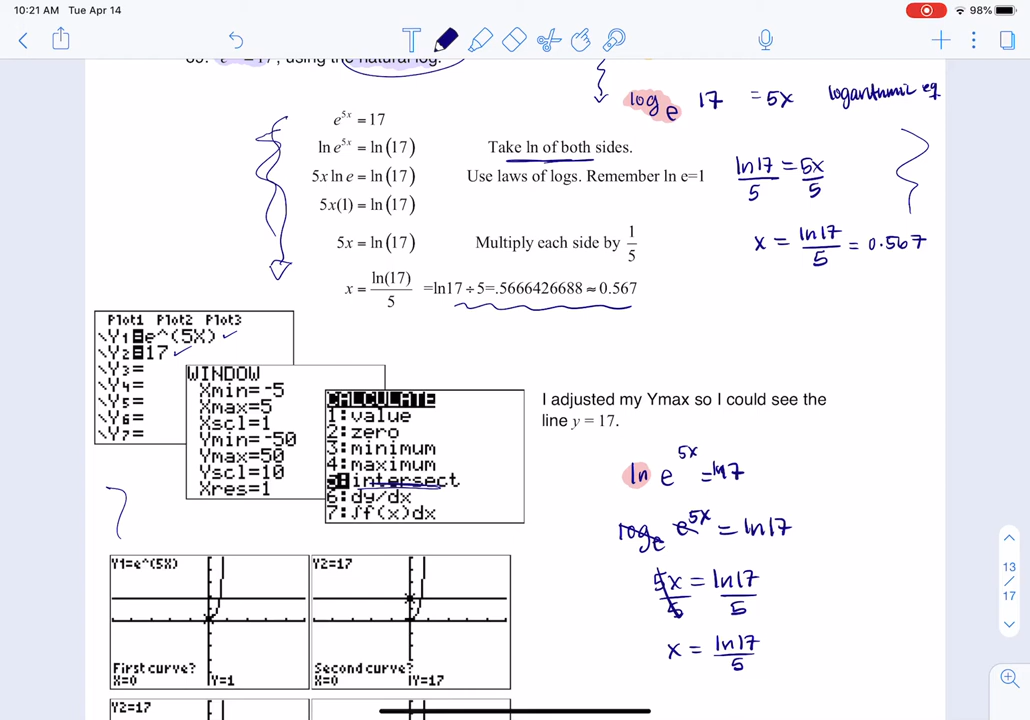 10:21 AM Tue Apr 14
98%
using the natural log.
log e 17 = 5x logarithmic eq
e^{5x} = 17
ln e^{5x} = ln(17) Take ln of both sides.
ln17/5 = 5x/5
5x ln e = ln(17) Use laws of logs. Remember ln e=1
5x(1) = ln(17)
5x = ln(17) Multiply each side by 1/5
x = ln17/5 = 0.567
x = ln(17)/5 =ln17 ÷ 5=.5666426688 ≈ 0.567
Plot1 Plot2 Plot3
\Y1=e^(5X)
\Y2=17
\Y3=
\Y4=
\Y5=
\Y6=
\Y7=
WINDOW
Xmin=-5
Xmax=5
Xscl=1
Ymin=-50
Ymax=50
Yscl=10
Xres=1
CALCULATE
1:value
2:zero
3:minimum
4:maximum
5:intersect
6:dy/dx
7:∫f(x)dx
I adjusted my Ymax so I could see the
line y = 17.
ln e^{5x} = ln17
log e e^{5x} = ln17
5x/5 = ln17/5
x = ln17/5
Y1=e^(5X)
First curve?
X=0 Y=1
Y2=17
Second curve?
X=0 Y=17
Y2=17
13
/
17